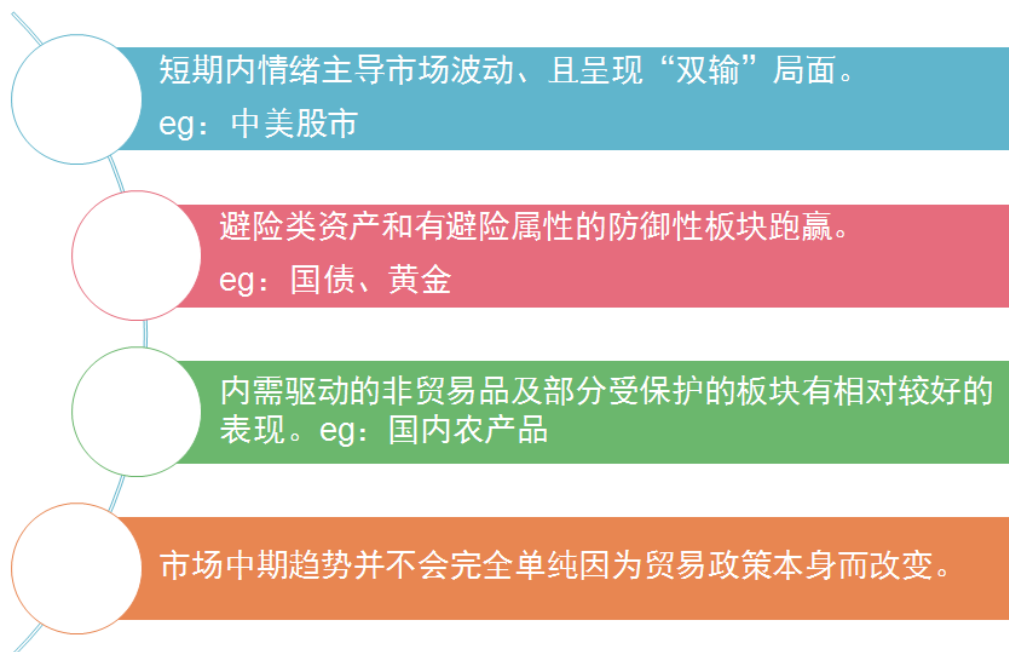 短期内情绪主导市场波动、且呈现“双输”局面。
eg：中美股市
避险类资产和有避险属性的防御性板块跑赢。
eg：国债、黄金
内需驱动的非贸易品及部分受保护的板块有相对较好的
表现。eg：国内农产品
市场中期趋势并不会完全单纯因为贸易政策本身而改变。